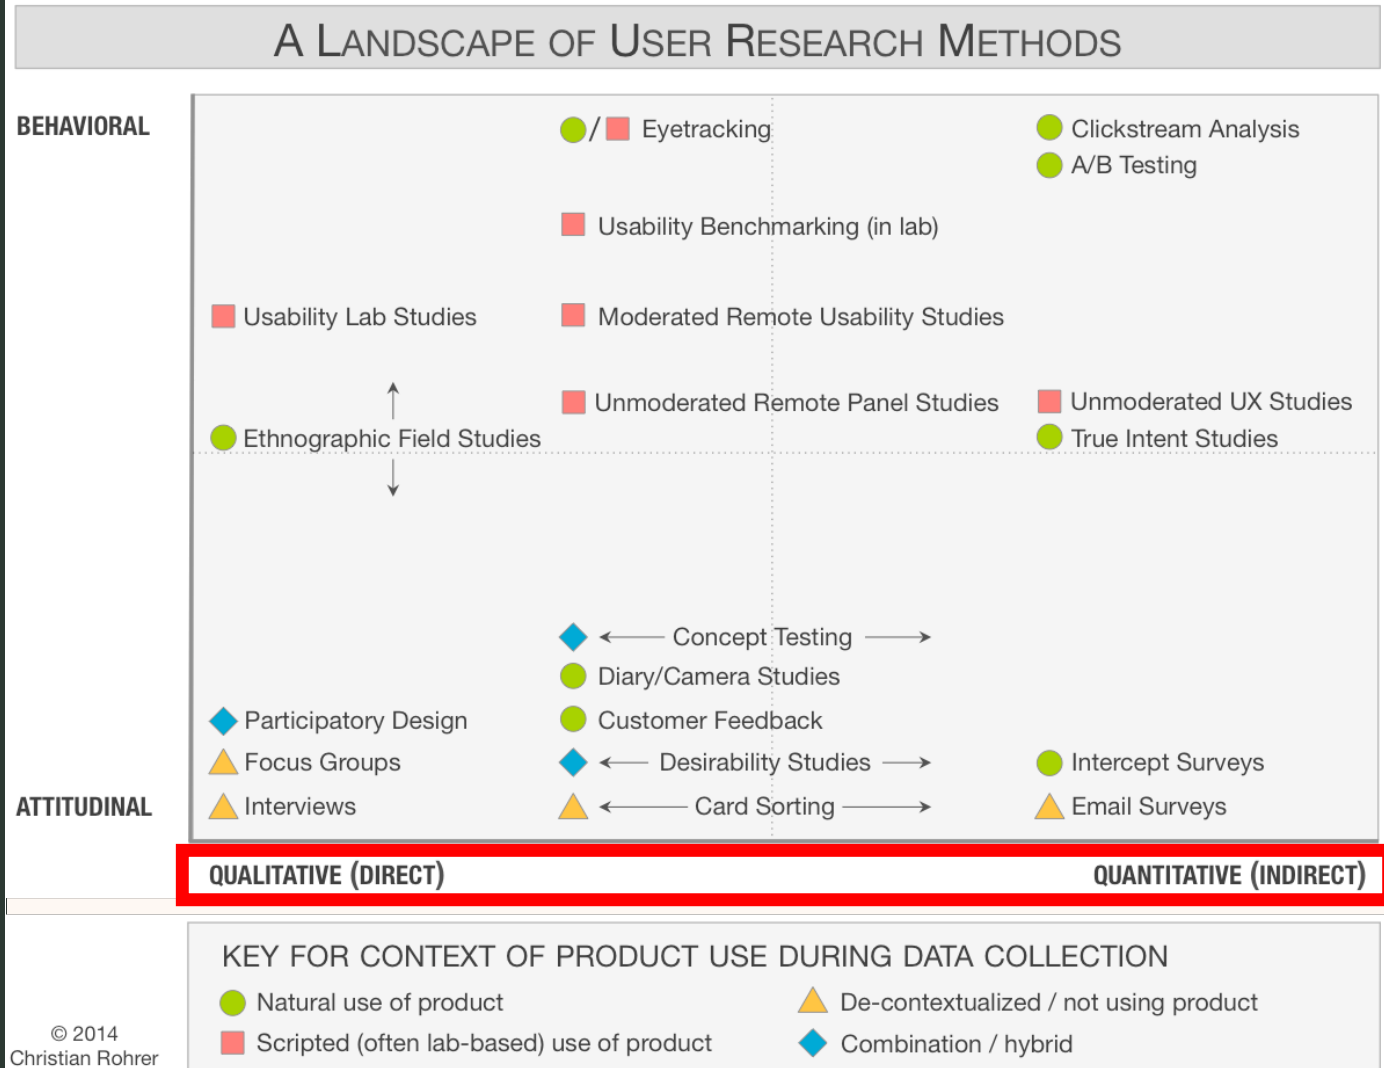 A LANDSCAPE OF USER RESEARCH METHODS
BEHAVIORAL
/ Eyetracking
Clickstream Analysis
A/B Testing
Usability Benchmarking (in lab)
Usability Lab Studies
Moderated Remote Usability Studies
Unmoderated Remote Panel Studies
Unmoderated UX Studies
Ethnographic Field Studies
True Intent Studies
Concept Testing
Diary/Camera Studies
Participatory Design
Customer Feedback
Focus Groups
Desirability Studies
Intercept Surveys
ATTITUDINAL
Interviews
Card Sorting
Email Surveys
QUALITATIVE (DIRECT)
QUANTITATIVE (INDIRECT)
KEY FOR CONTEXT OF PRODUCT USE DURING DATA COLLECTION
Natural use of product
De-contextualized / not using product
Scripted (often lab-based) use of product
Combination / hybrid
© 2014
Christian Rohrer